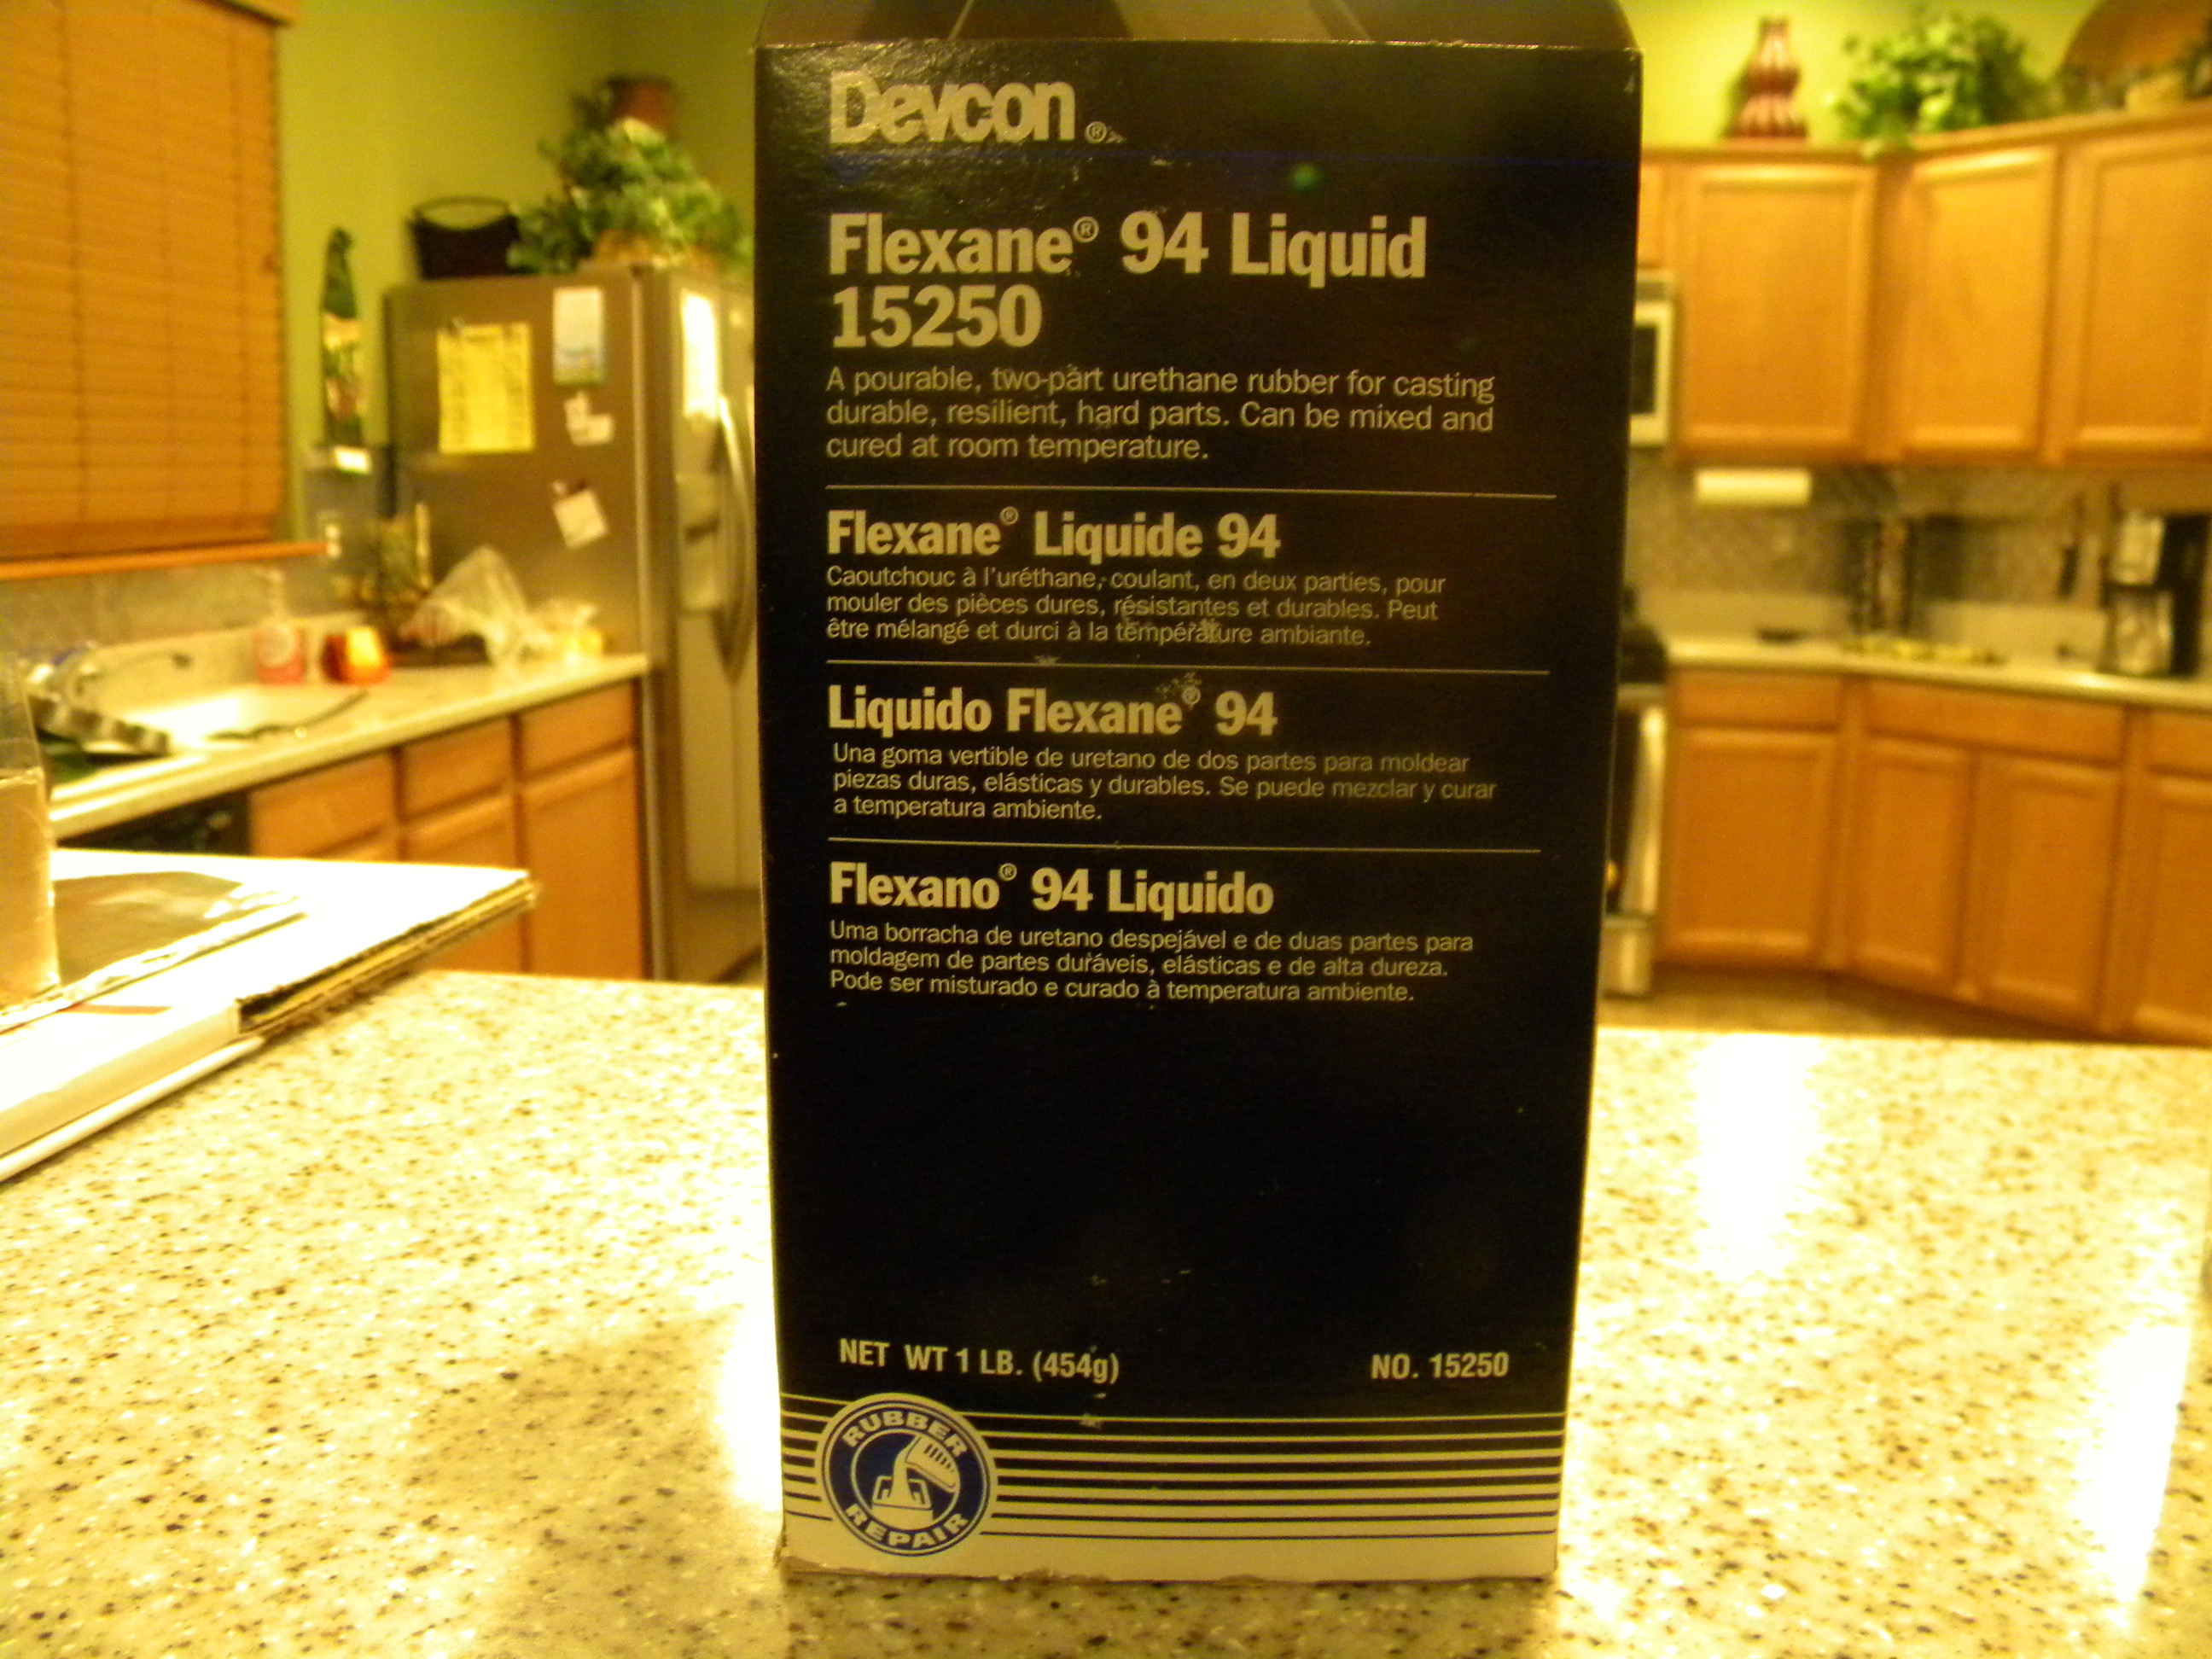 Devcon®
Flexane® 94 Liquid
15250
A pourable, two-part urethane rubber for casting
durable, resilient, hard parts. Can be mixed and
cured at room temperature.
Flexane® Liquide 94
Caoutchouc à l'uréthane, coulant, en deux parties, pour
mouler des pièces dures, résistantes et durables. Peut
être mélangé et durci à la température ambiante.
Liquido Flexane® 94
Una goma vertible de uretano de dos partes para moldear
piezas duras, elásticas y durables. Se puede mezclar y curar
a temperatura ambiente.
Flexano® 94 Liquido
Uma borracha de uretano despejável e de duas partes para
moldagem de partes duráveis, elásticas e de alta dureza.
Pode ser misturado e curado à temperatura ambiente.
NET WT 1 LB. (454g) NO. 15250
RUBBER
REPAIR